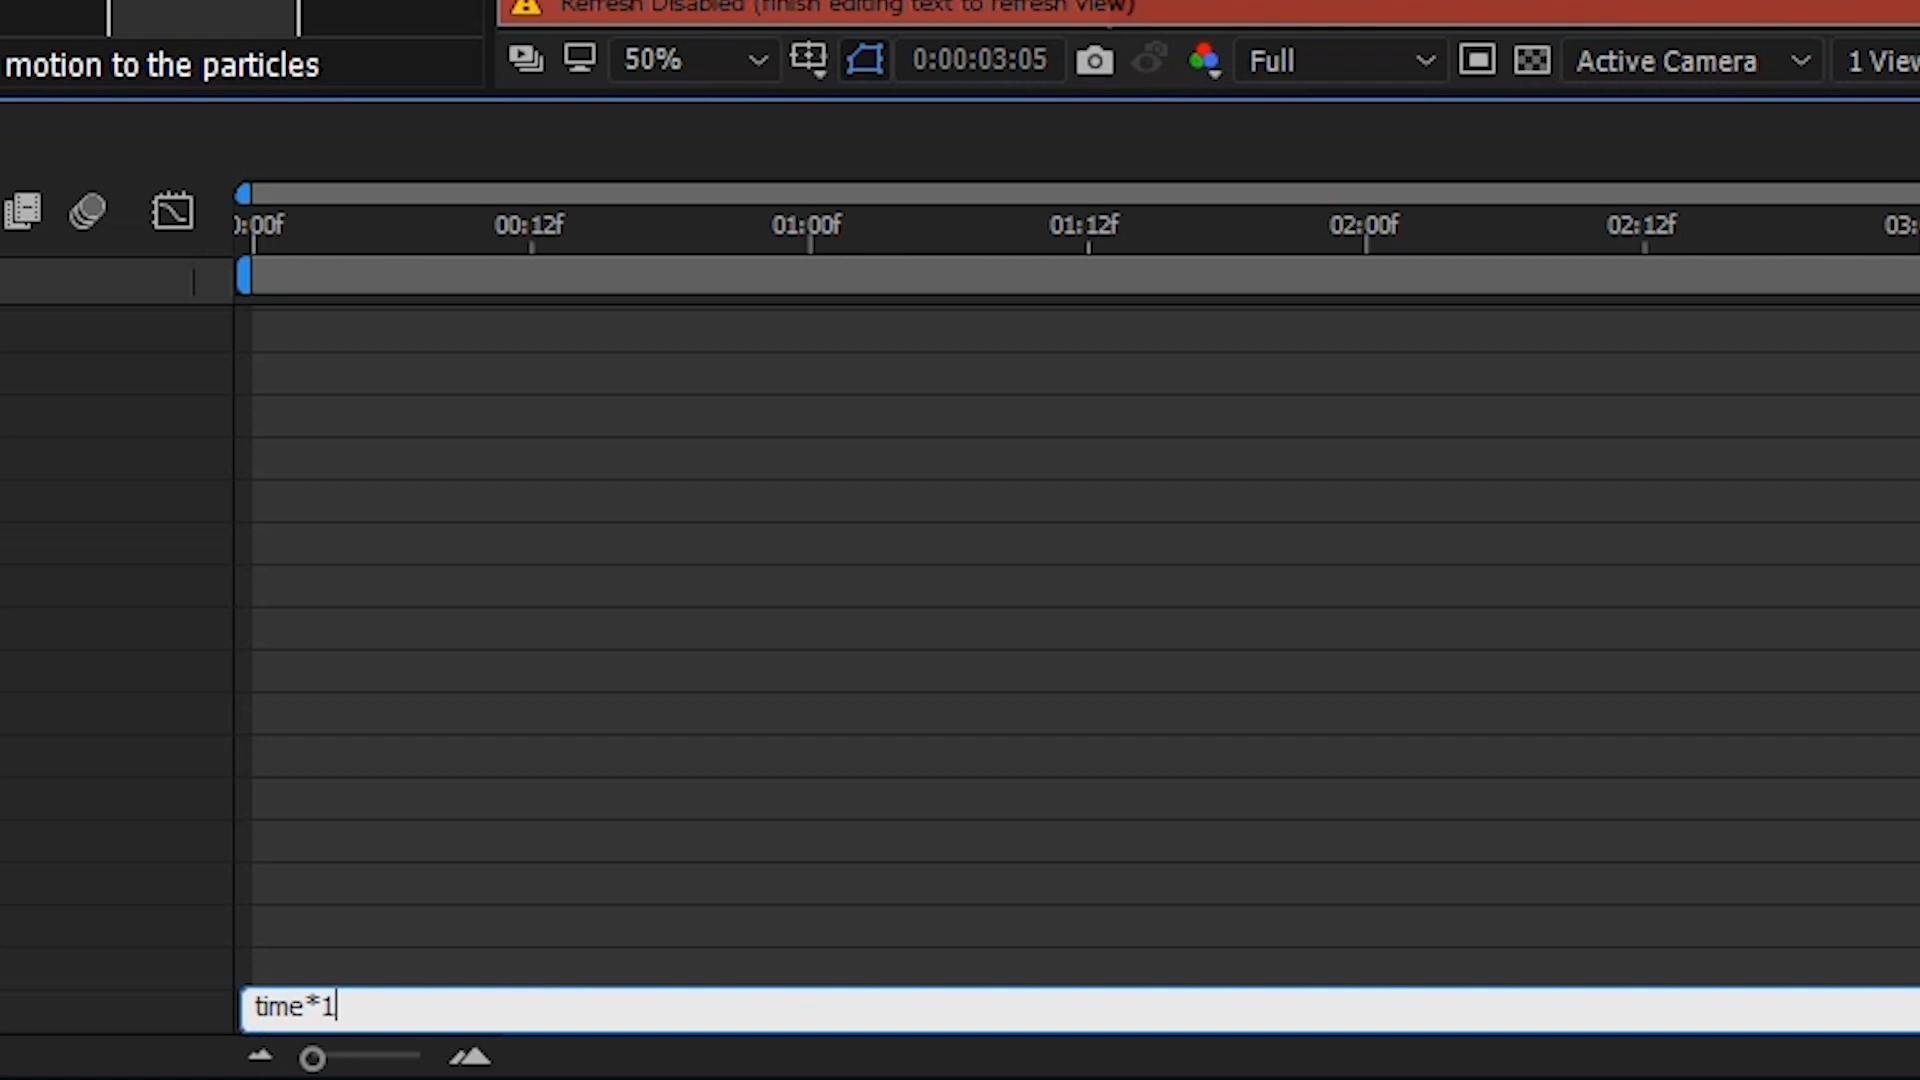 Refresh Disabled (finish editing text to refresh view)
motion to the particles
50%
0:00:03:05
Full
Active Camera
1 View
):00f
00:12f
01:00f
01:12f
02:00f
02:12f
03:
time*1